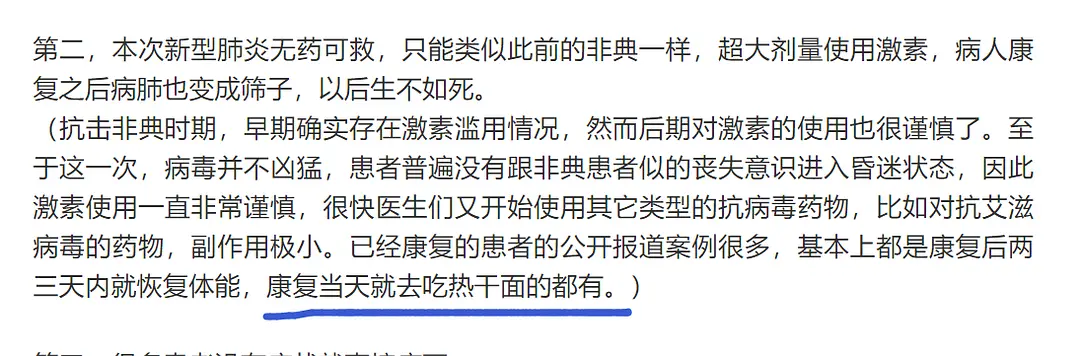 第二，本次新型肺炎无药可救，只能类似此前的非典一样，超大剂量使用激素，病人康
复之后病肺也变成筛子，以后生不如死。
（抗击非典时期，早期确实存在激素滥用情况，然而后期对激素的使用也很谨慎了。至
于这一次，病毒并不凶猛，患者普遍没有跟非典患者似的丧失意识进入昏迷状态，因此
激素使用一直非常谨慎，很快医生们又开始使用其它类型的抗病毒药物，比如对抗艾滋
病毒的药物，副作用极小。已经康复的患者的公开报道案例很多，基本上都是康复后两
三天内就恢复体能，康复当天就去吃热干面的都有。）